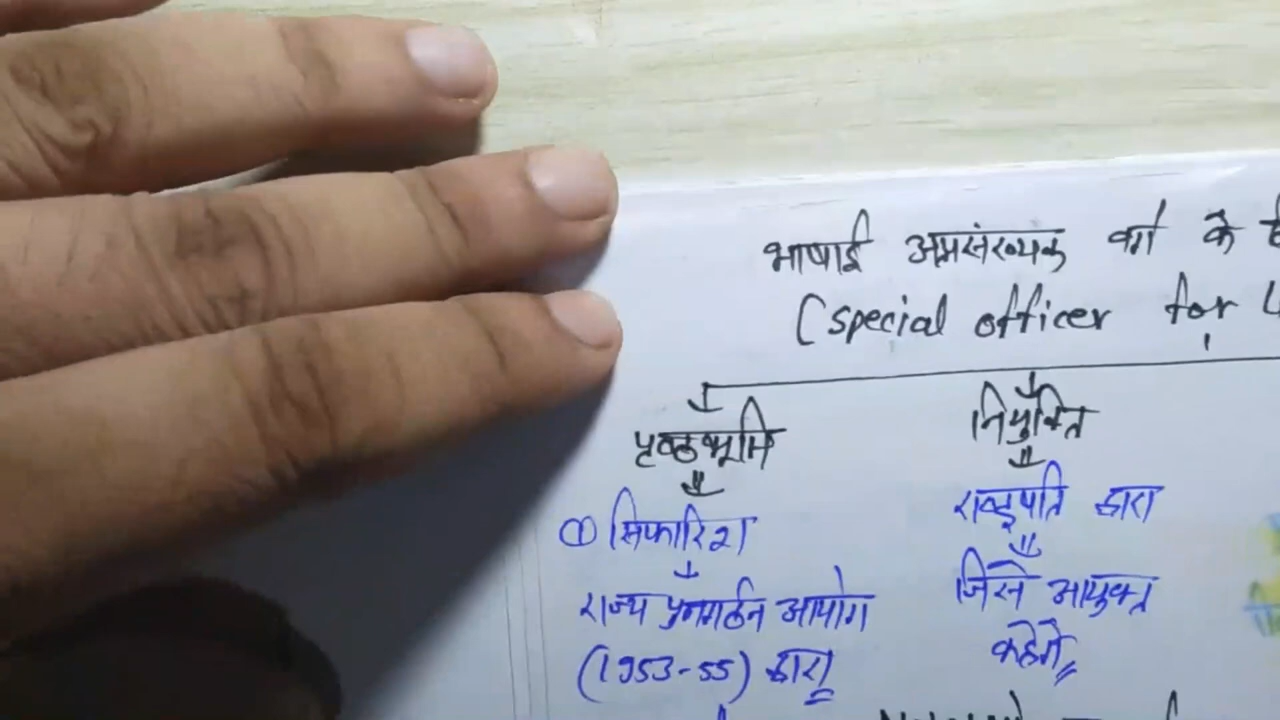 भाषाई अल्पसंख्यक वर्ग के
(special officer for L
पृष्ठभूमि
नियुक्ति
① सिफारिश
राष्ट्रपति द्वारा
राज्य पुनर्गठन आयोग
जिसे आयुक्त
(1953-55) द्वारा
कहेगें